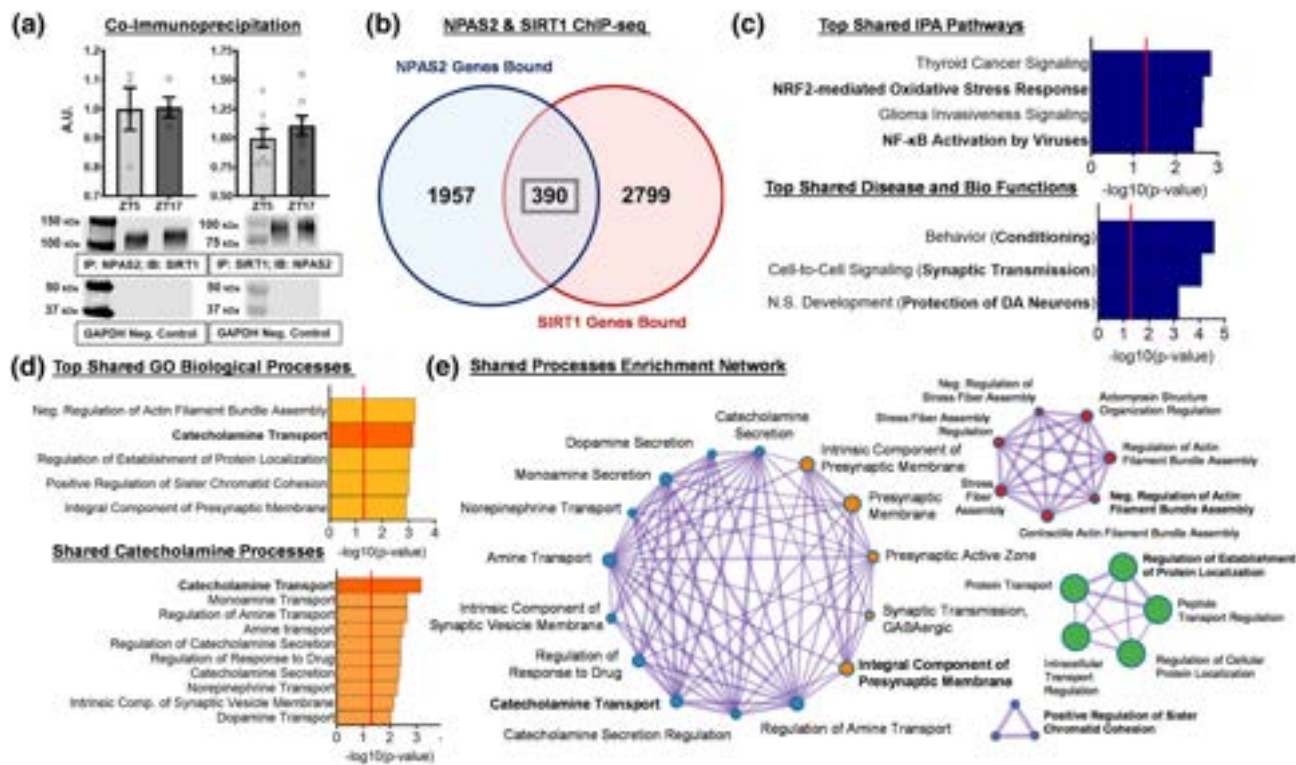 (a)
Co-Immunoprecipitation
1.2
1.1
1.0
0.9
0.8
0.7
A.U.
ZT5
ZT17
1.50
1.25
1.00
0.75
0.50
ZT5
ZT17
150 kDa
100 kDa
100 kDa
75 kDa
IP: NPAS2; IB: SIRT1
IP: SIRT1; IB: NPAS2
50 kDa
37 kDa
50 kDa
37 kDa
GAPDH Neg. Control
GAPDH Neg. Control
(b)
NPAS2 & SIRT1 ChIP-seq
NPAS2 Genes Bound
1957
390
2799
SIRT1 Genes Bound
(c)
Top Shared IPA Pathways
Thyroid Cancer Signaling
NRF2-mediated Oxidative Stress Response
Glioma Invasiveness Signaling
NF-κB Activation by Viruses
0 1 2 3
-log10(p-value)
Top Shared Disease and Bio Functions
Behavior (Conditioning)
Cell-to-Cell Signaling (Synaptic Transmission)
N.S. Development (Protection of DA Neurons)
0 1 2 3 4 5
-log10(p-value)
(d)
Top Shared GO Biological Processes
Neg. Regulation of Actin Filament Bundle Assembly
Catecholamine Transport
Regulation of Establishment of Protein Localization
Positive Regulation of Sister Chromatid Cohesion
Integral Component of Presynaptic Membrane
0 1 2 3 4
-log10(p-value)
Shared Catecholamine Processes
Catecholamine Transport
Monoamine Transport
Regulation of Amine Transport
Amine transport
Regulation of Catecholamine Secretion
Regulation of Response to Drug
Catecholamine Secretion
Norepinephrine Transport
Intrinsic Comp. of Synaptic Vesicle Membrane
Dopamine Transport
0 1 2 3
-log10(p-value)
(e)
Shared Processes Enrichment Network
Catecholamine
Secretion
Dopamine Secretion
Monoamine Secretion
Norepinephrine Transport
Amine Transport
Intrinsic Component of
Synaptic Vesicle Membrane
Regulation of
Response to Drug
Catecholamine Transport
Catecholamine Secretion Regulation
Regulation of Amine Transport
Integral Component of
Presynaptic Membrane
Synaptic Transmission,
GABAergic
Presynaptic Active Zone
Presynaptic
Membrane
Intrinsic Component of
Presynaptic Membrane
Neg. Regulation of
Stress Fiber Assembly
Stress Fiber Assembly
Regulation
Stress
Fiber
Assembly
Contractile Actin Filament Bundle Assembly
Actomyosin Structure
Organization Regulation
Regulation of Actin
Filament Bundle Assembly
Neg. Regulation of Actin
Filament Bundle Assembly
Regulation of Establishment
of Protein Localization
Protein Transport
Peptide
Transport Regulation
Intracellular
Transport
Regulation
Regulation of Cellular
Protein Localization
Positive Regulation of Sister
Chromatid Cohesion